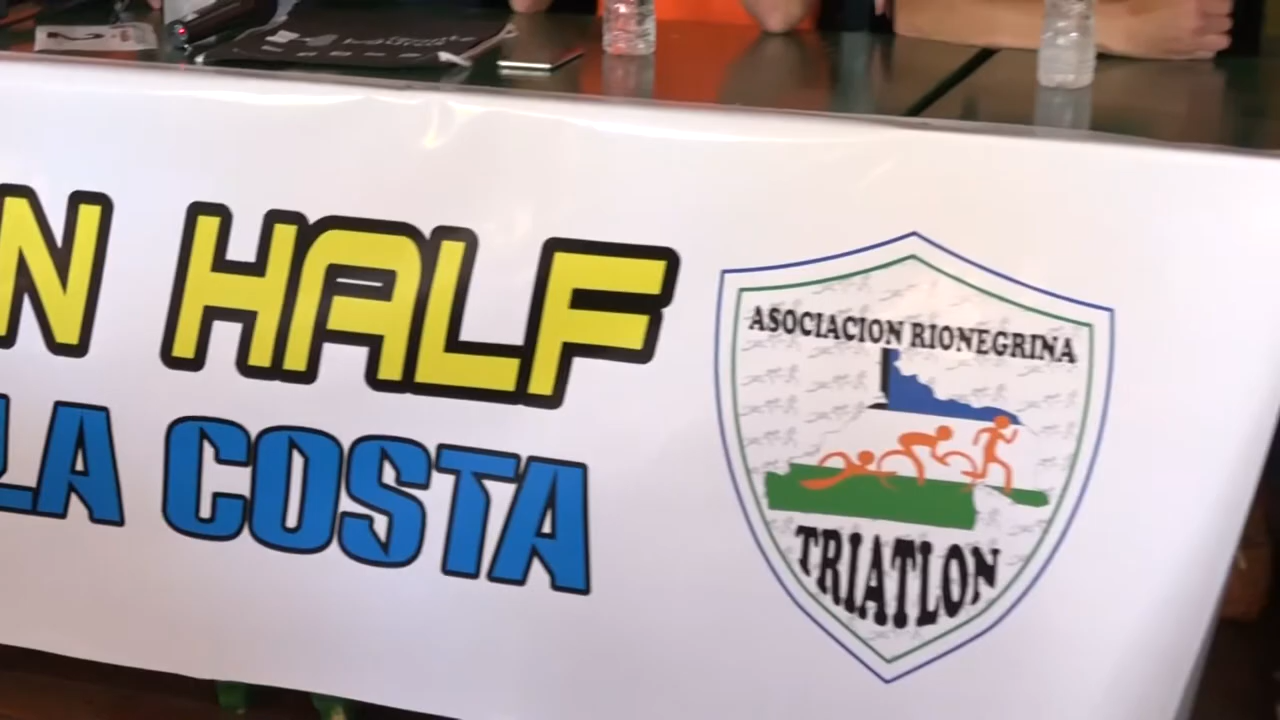 N HALF
LA COSTA
ASOCIACION RIONEGRINA
TRIATLON